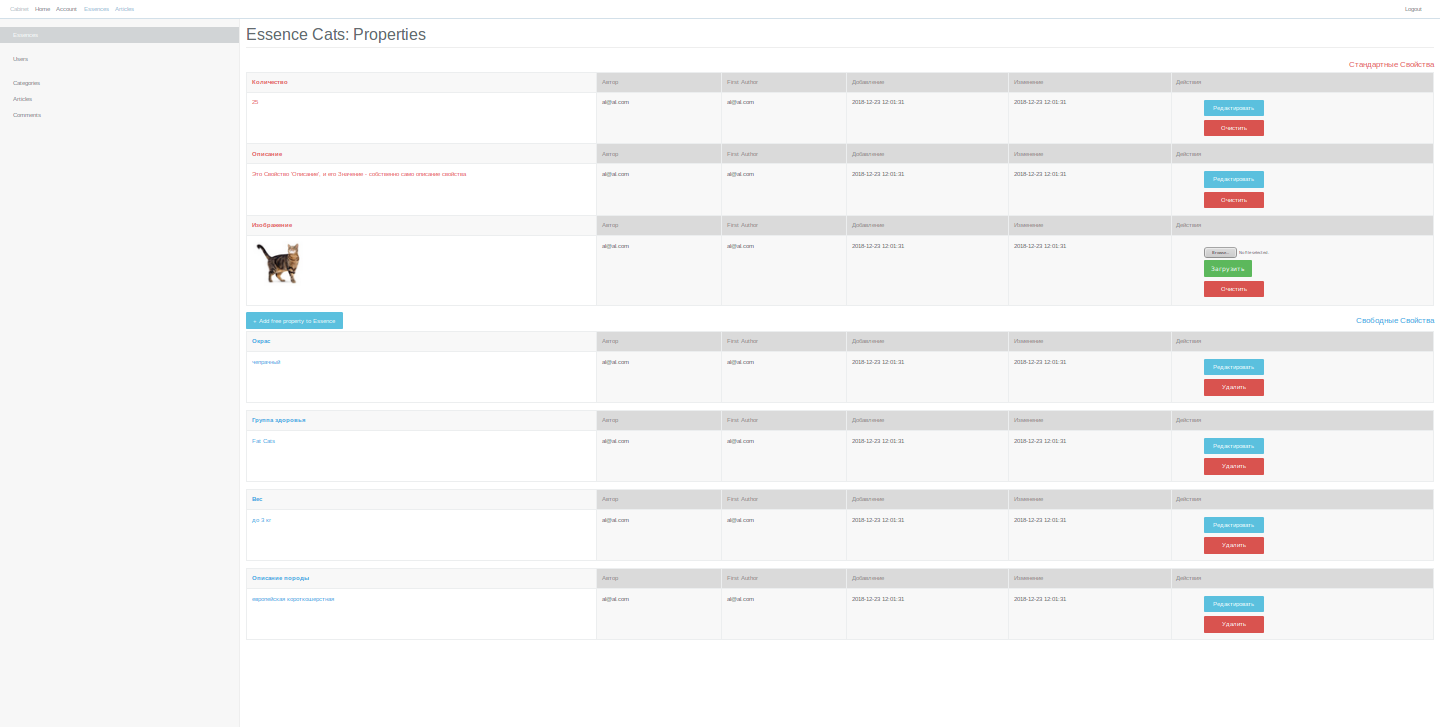 Cabinet Home Account Essences Articles Logout
Essences
Users
Categories
Articles
Comments
Essence Cats: Properties
Стандартные Свойства
Количество Автор First Author Добавление Изменение Действия
25 al@al.com al@al.com 2018-12-23 12:01:31 2018-12-23 12:01:31 Редактировать
Очистить
Описание Автор First Author Добавление Изменение Действия
Это Свойство 'Описание', и его Значение - собственно само описание свойства al@al.com al@al.com 2018-12-23 12:01:31 2018-12-23 12:01:31 Редактировать
Очистить
Изображение Автор First Author Добавление Изменение Действия
al@al.com al@al.com 2018-12-23 12:01:31 2018-12-23 12:01:31
Browse... No file selected.
Загрузить
Очистить
+ Add free property to Essence Свободные Свойства
Окрас Автор First Author Добавление Изменение Действия
чепрачный al@al.com al@al.com 2018-12-23 12:01:31 2018-12-23 12:01:31 Редактировать
Удалить
Группа здоровья Автор First Author Добавление Изменение Действия
Fat Cats al@al.com al@al.com 2018-12-23 12:01:31 2018-12-23 12:01:31 Редактировать
Удалить
Вес Автор First Author Добавление Изменение Действия
до 3 кг al@al.com al@al.com 2018-12-23 12:01:31 2018-12-23 12:01:31 Редактировать
Удалить
Описание породы Автор First Author Добавление Изменение Действия
европейская короткошерстная al@al.com al@al.com 2018-12-23 12:01:31 2018-12-23 12:01:31 Редактировать
Удалить